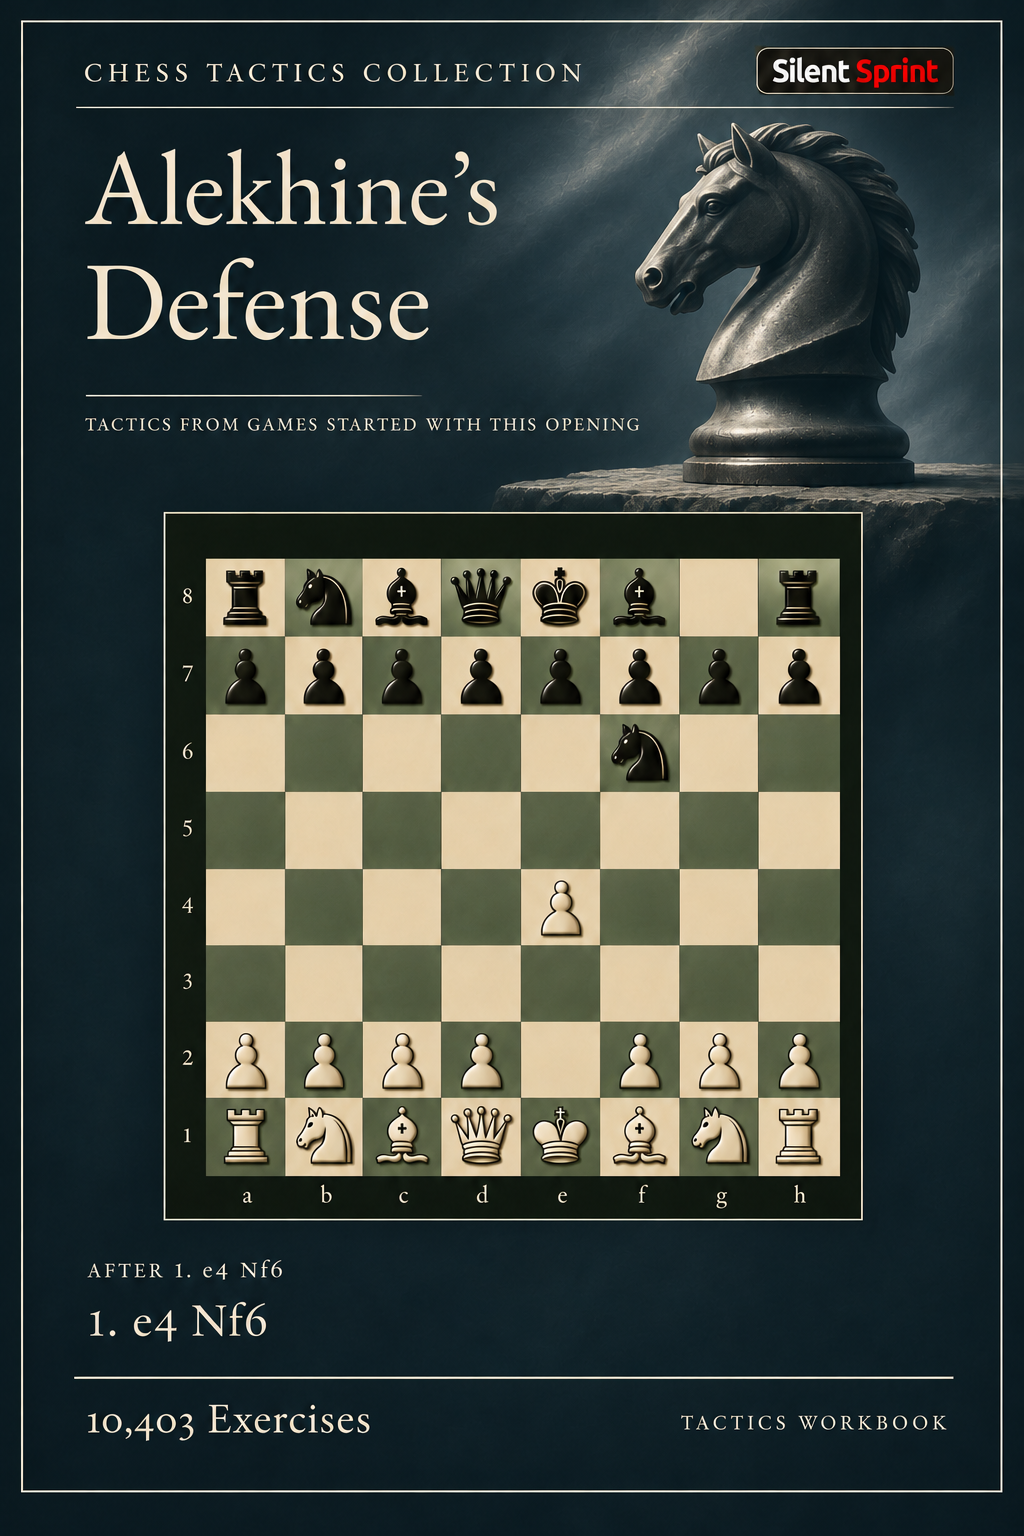 CHESS TACTICS COLLECTION
Silent Sprint
Alekhine's
Defense
TACTICS FROM GAMES STARTED WITH THIS OPENING
8
7
6
5
4
3
2
1
a b c d e f g h
AFTER 1. e4 Nf6
1. e4 Nf6
10,403 Exercises
TACTICS WORKBOOK